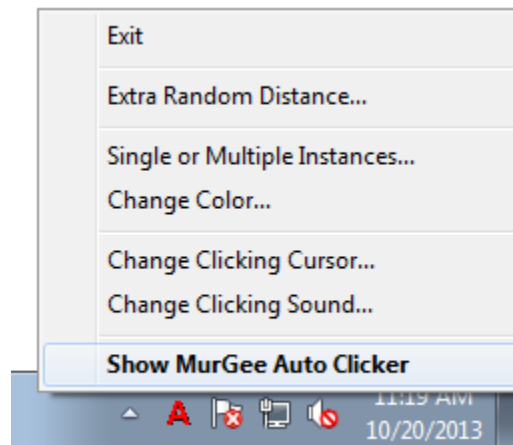 Exit
Extra Random Distance...
Single or Multiple Instances...
Change Color...
Change Clicking Cursor...
Change Clicking Sound...
Show MurGee Auto Clicker
A
11:19 AM
10/20/2013